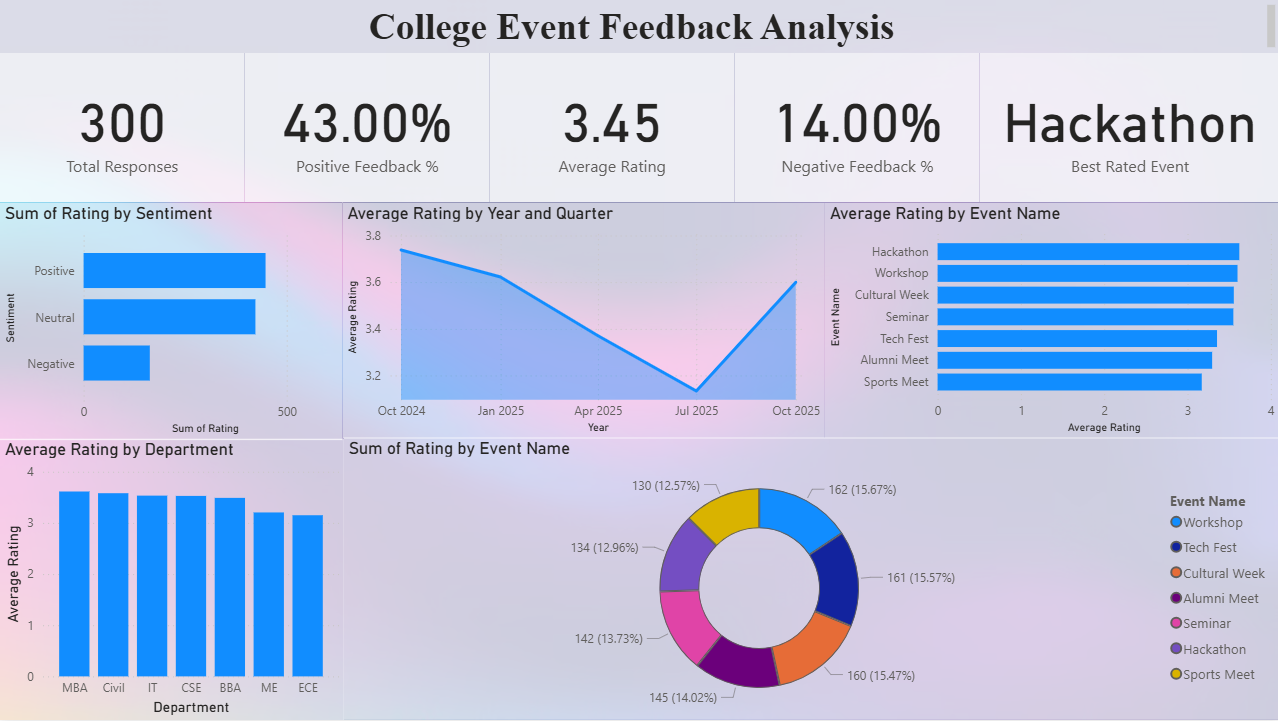 College Event Feedback Analysis
300
Total Responses
43.00%
Positive Feedback %
3.45
Average Rating
14.00%
Negative Feedback %
Hackathon
Best Rated Event
Sum of Rating by Sentiment
Sentiment
Positive
Neutral
Negative
0 500
Sum of Rating
Average Rating by Year and Quarter
Average Rating
3.8
3.6
3.4
3.2
Oct 2024 Jan 2025 Apr 2025 Jul 2025 Oct 2025
Year
Average Rating by Event Name
Event Name
Hackathon
Workshop
Cultural Week
Seminar
Tech Fest
Alumni Meet
Sports Meet
0 1 2 3 4
Average Rating
Average Rating by Department
Average Rating
4
3
2
1
0
MBA Civil IT CSE BBA ME ECE
Department
Sum of Rating by Event Name
130 (12.57%)
162 (15.67%)
134 (12.96%)
161 (15.57%)
142 (13.73%)
160 (15.47%)
145 (14.02%)
Event Name
Workshop
Tech Fest
Cultural Week
Alumni Meet
Seminar
Hackathon
Sports Meet